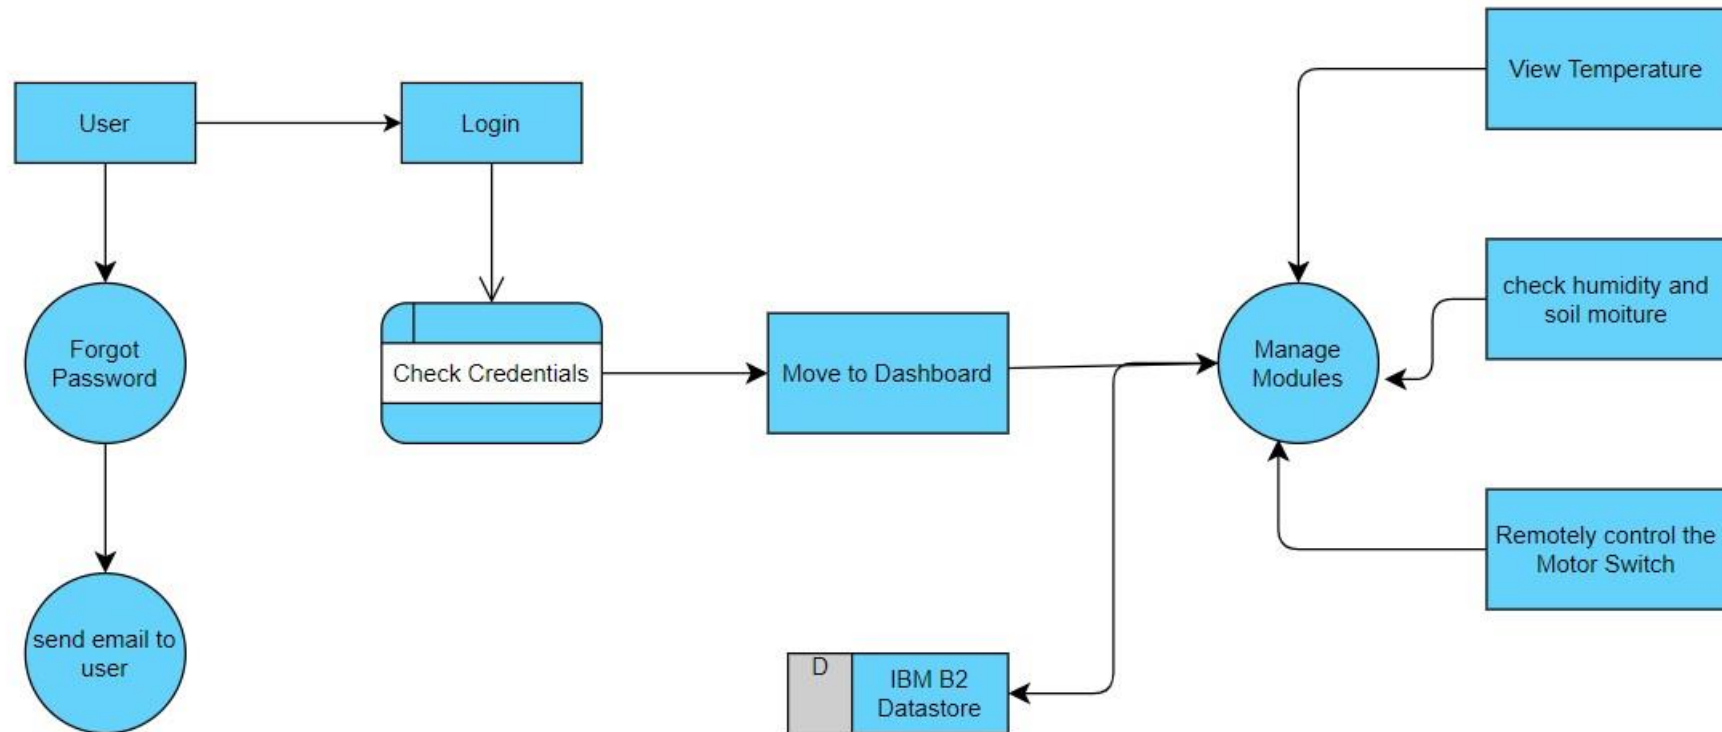 User
Login
View Temperature
Forgot
Password
Check Credentials
Move to Dashboard
Manage
Modules
check humidity and
soil moiture
Remotely control the
Motor Switch
send email to
user
D
IBM B2
Datastore